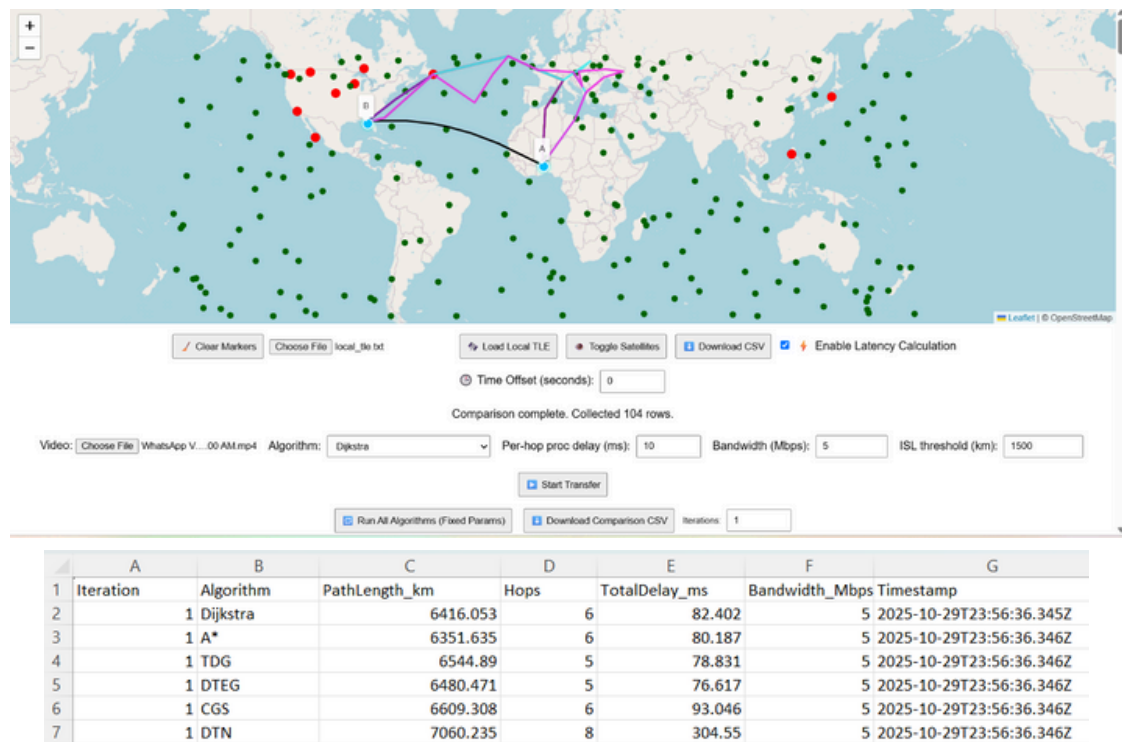 +
−
B
A
Leaflet | © OpenStreetMap
Clear Markers Choose File local_tle.txt Load Local TLE Toggle Satellites Download CSV Enable Latency Calculation
Time Offset (seconds): 0
Comparison complete. Collected 104 rows.
Video: Choose File WhatsApp V....00 AM.mp4 Algorithm: Dijkstra Per-hop proc delay (ms): 10 Bandwidth (Mbps): 5 ISL threshold (km): 1500
Start Transfer
Run All Algorithms (Fixed Params) Download Comparison CSV Iterations: 1
A B C D E F G
1 Iteration Algorithm PathLength_km Hops TotalDelay_ms Bandwidth_Mbps Timestamp
2 1 Dijkstra 6416.053 6 82.402 5 2025-10-29T23:56:36.345Z
3 1 A* 6351.635 6 80.187 5 2025-10-29T23:56:36.346Z
4 1 TDG 6544.89 5 78.831 5 2025-10-29T23:56:36.346Z
5 1 DTEG 6480.471 5 76.617 5 2025-10-29T23:56:36.346Z
6 1 CGS 6609.308 6 93.046 5 2025-10-29T23:56:36.346Z
7 1 DTN 7060.235 8 304.55 5 2025-10-29T23:56:36.346Z